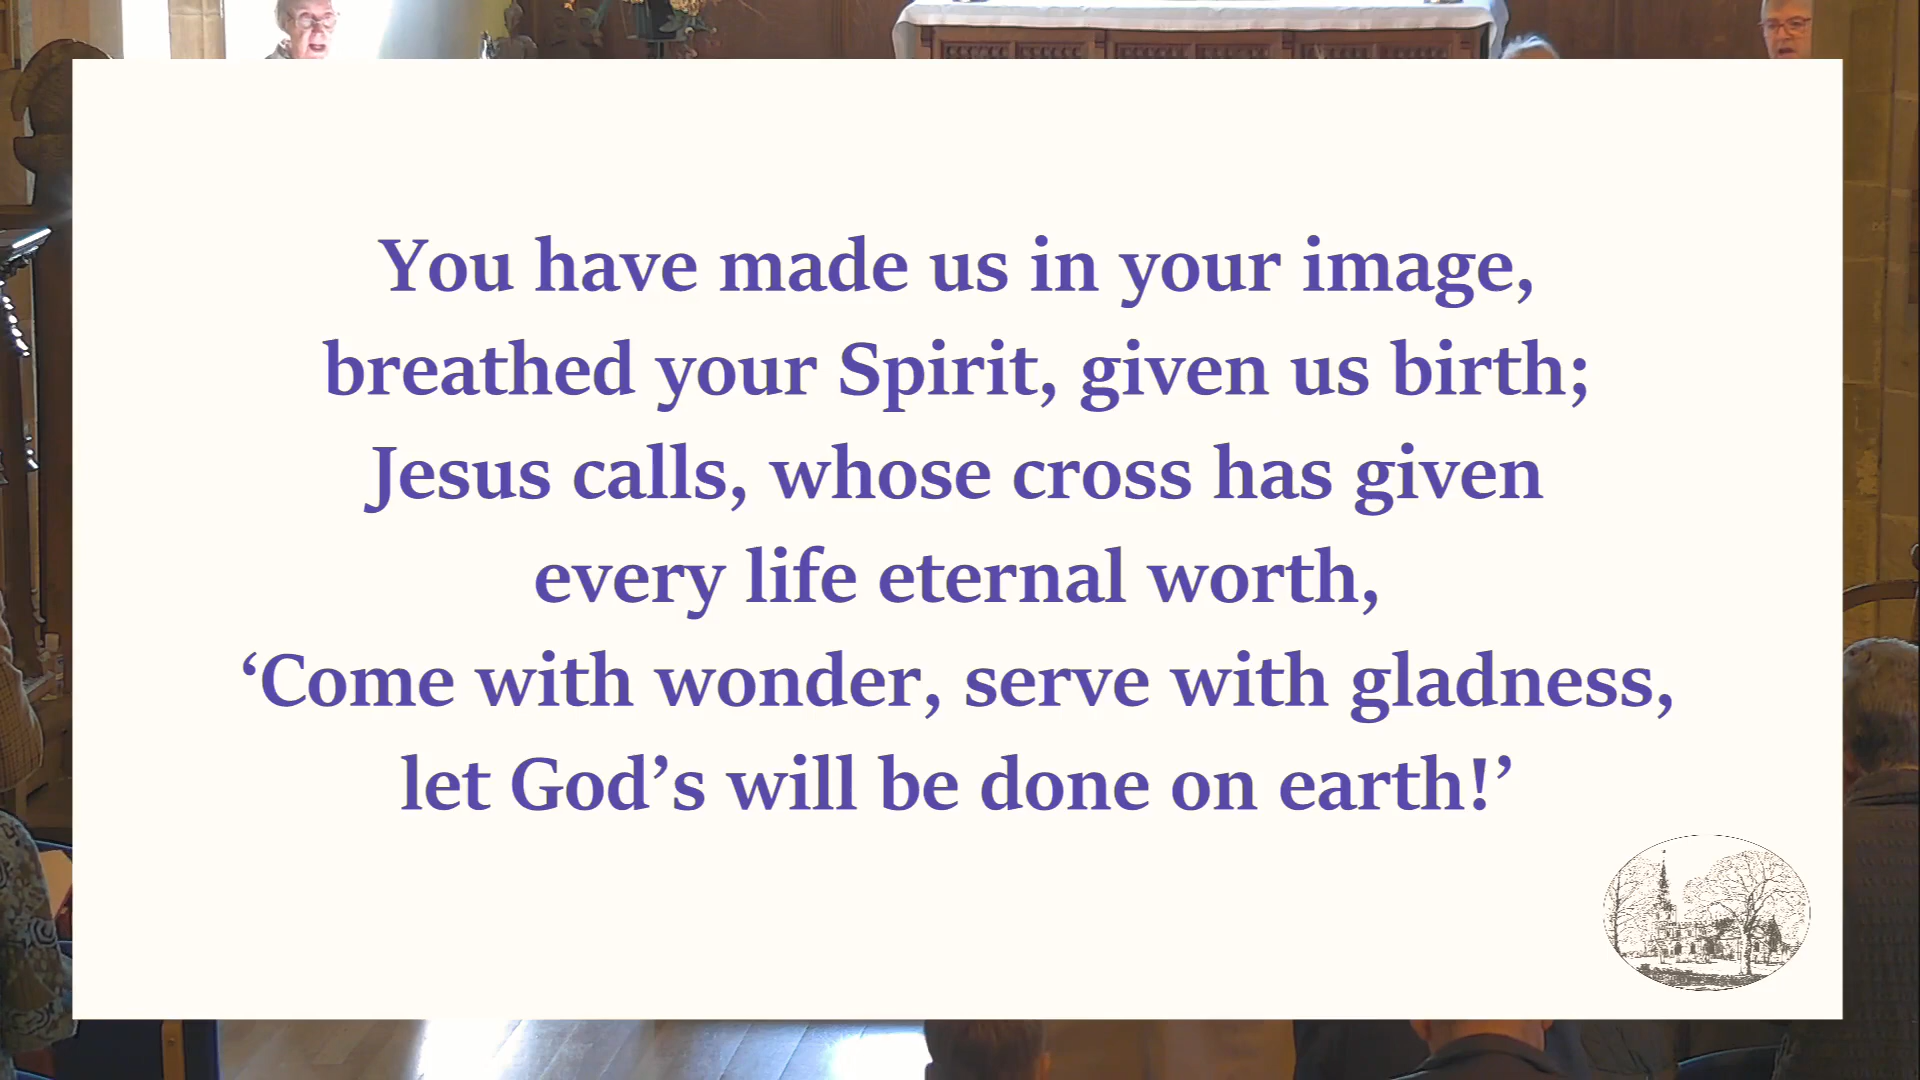 You have made us in your image,
breathed your Spirit, given us birth;
Jesus calls, whose cross has given
every life eternal worth,
‘Come with wonder, serve with gladness,
let God’s will be done on earth!’